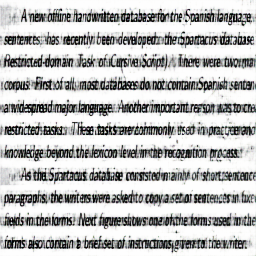 A new offline handwritten database for the Spanish language
sentences, has recently been developed: the Spartacus database
Restricted-domain Task of Cursive Script). There were two mai
corpus. First of all, most databases do not contain Spanish senten
a widespread major language. Another important reason was to cre
restricted tasks. These tasks are commonly used in practice and
knowledge beyond the lexicon level in the recognition process.
As the Spartacus database consisted mainly of short sentence
paragraphs, the writers were asked to copy a set of sentences in fixe
fields in the forms. Next figure shows one of the forms used in the
forms also contain a brief set of instructions given to the writer.